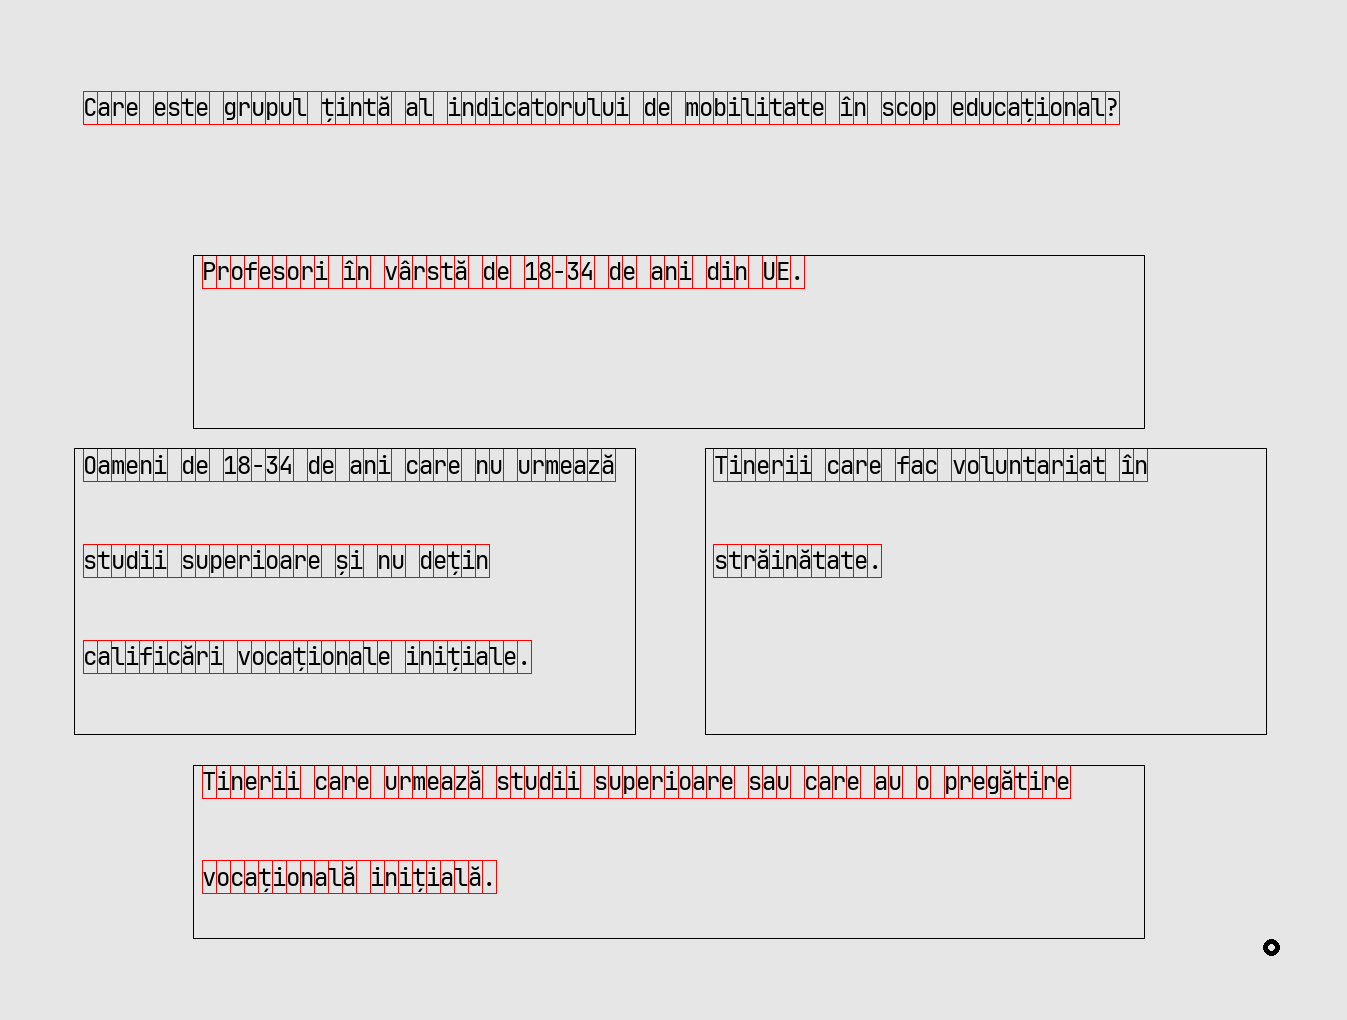 Care este grupul țintă al indicatorului de mobilitate în scop educațional?
Profesori în vârstă de 18-34 de ani din UE.
Oameni de 18-34 de ani care nu urmează
studii superioare și nu dețin
calificări vocaționale inițiale.
Tinerii care fac voluntariat în
străinătate.
Tinerii care urmează studii superioare sau care au o pregătire
vocațională inițială.